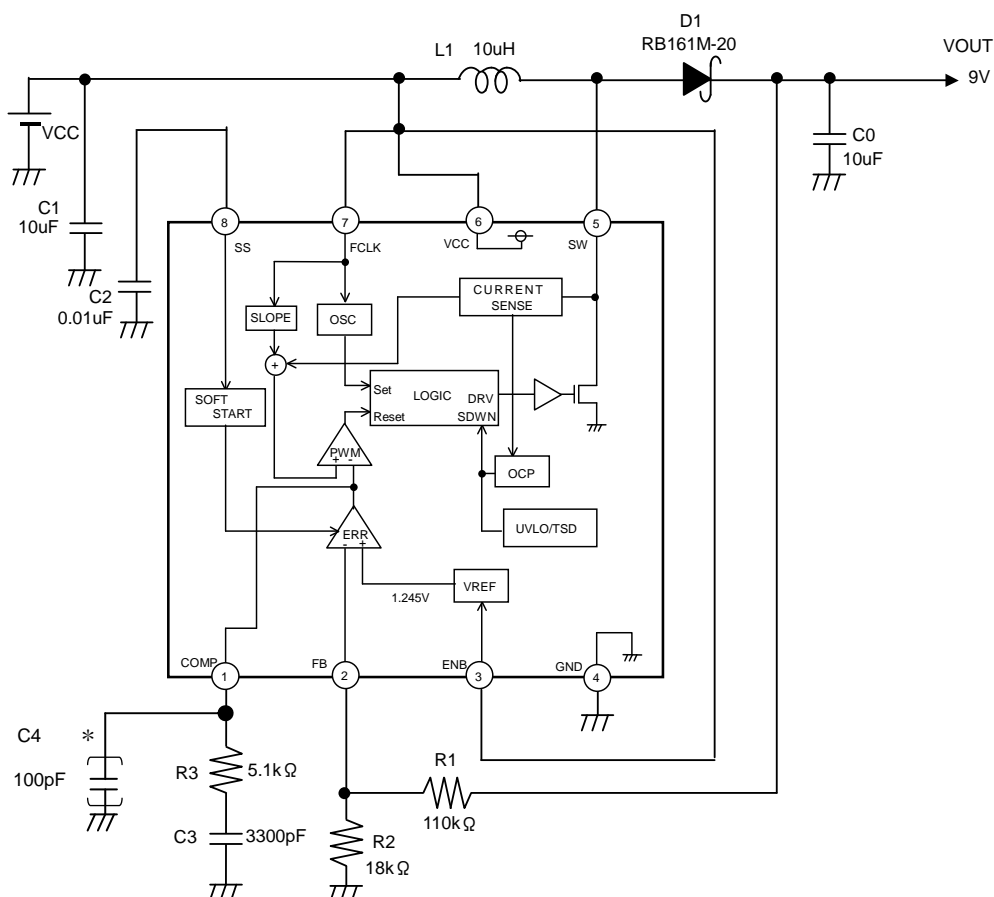 D1
RB161M-20
L1 10uH
VOUT
9V
VCC
C0
10uF
C1
10uF
8
7
6
5
SS
FCLK
VCC
SW
C2
0.01uF
CURRENT
SENSE
SLOPE
OSC
+
SOFT
START
Set
LOGIC
DRV
Reset
SDWN
PWM
+ -
OCP
ERR
- +
UVLO/TSD
1.245V
VREF
COMP
FB
ENB
GND
1
2
3
4
C4 *
100pF
R3 5.1kΩ
R1
110kΩ
C3 3300pF
R2
18kΩ